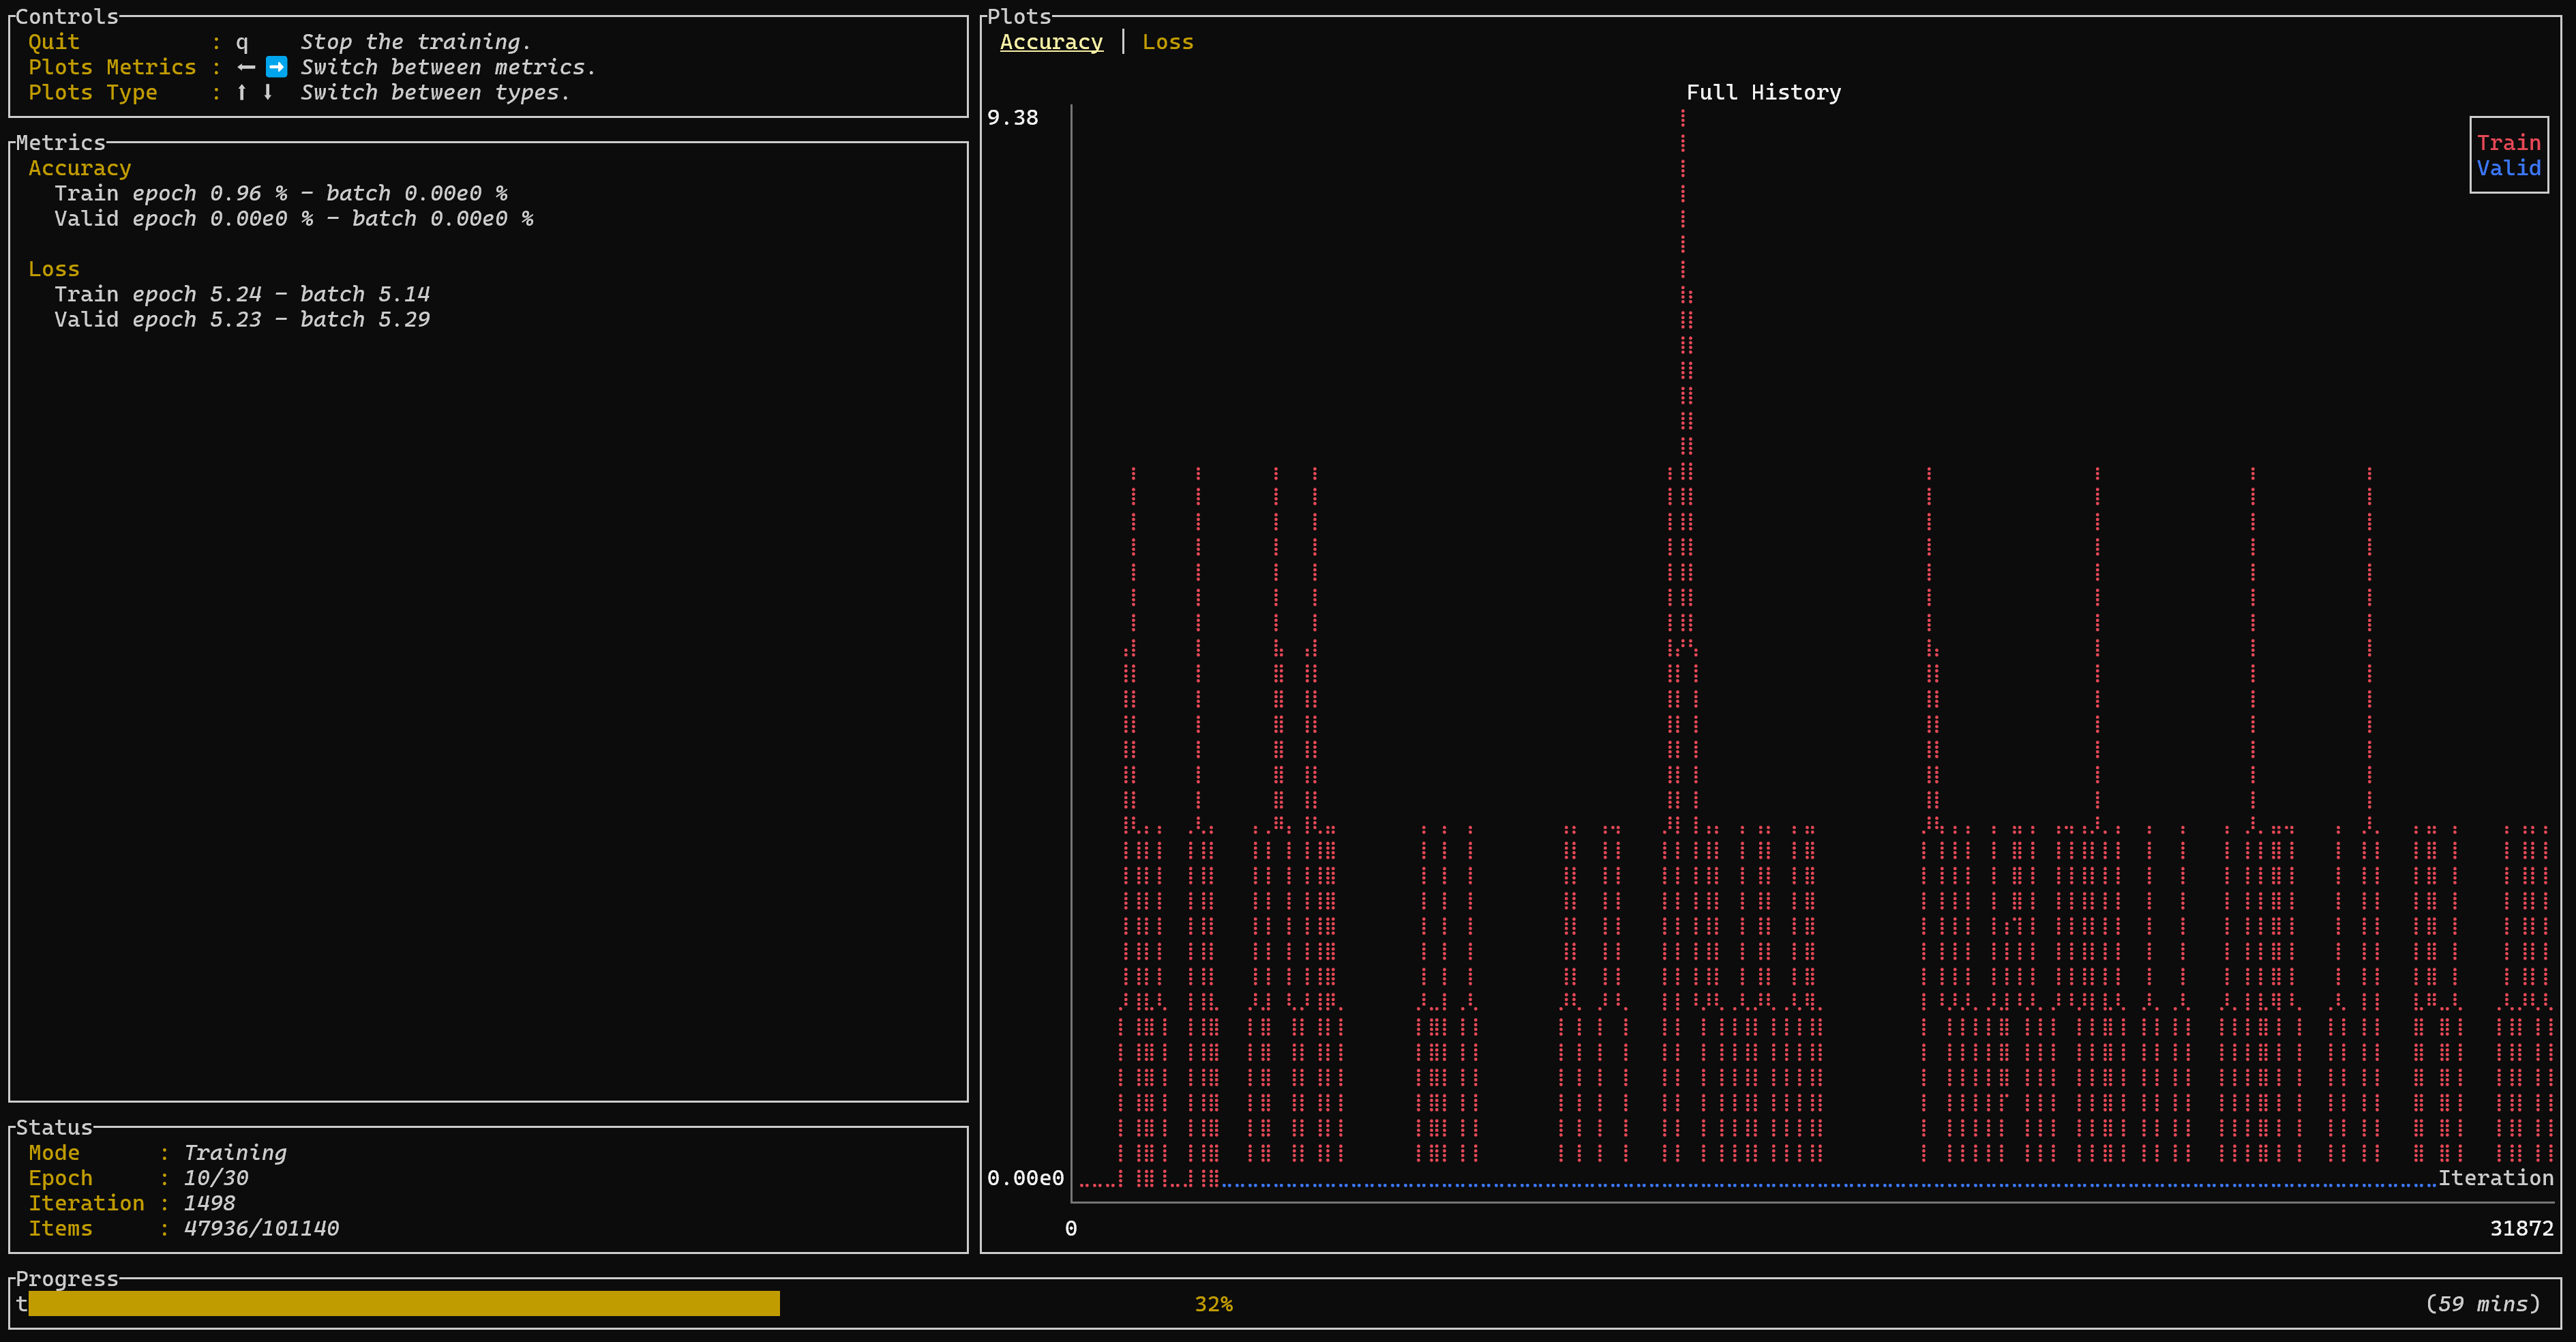 Controls
Quit : q Stop the training.
Plots Metrics : ← ➡ Switch between metrics.
Plots Type : ↑ ↓ Switch between types.
Metrics
Accuracy
Train epoch 0.96 % - batch 0.00e0 %
Valid epoch 0.00e0 % - batch 0.00e0 %
Loss
Train epoch 5.24 - batch 5.14
Valid epoch 5.23 - batch 5.29
Status
Mode : Training
Epoch : 10/30
Iteration : 1498
Items : 47936/101140
Plots
Accuracy | Loss
Full History
9.38
Train
Valid
0.00e0
Iteration
0
31872
Progress
t
32%
(59 mins)